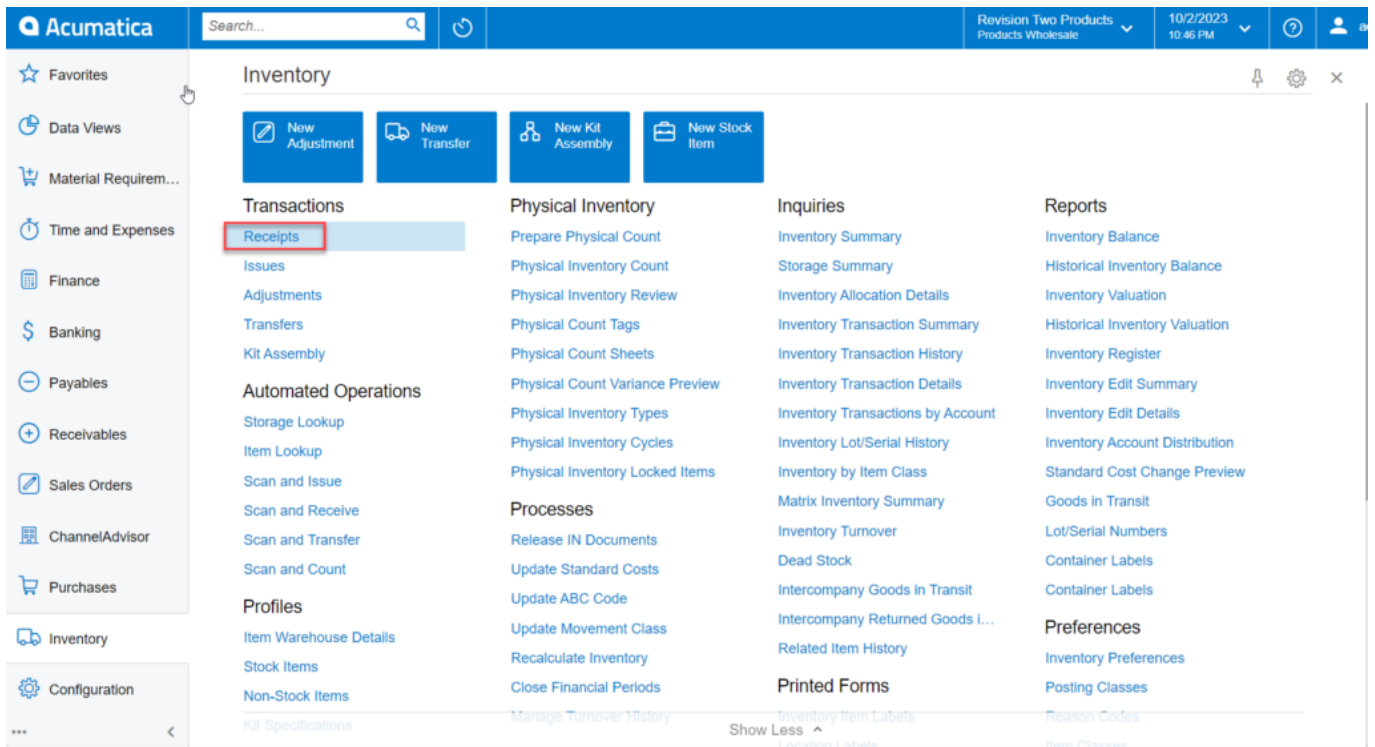 Acumatica
Search...
Revision Two Products
Products Wholesale
10/2/2023
10:46 PM
Favorites
Data Views
Material Requirem...
Time and Expenses
Finance
Banking
Payables
Receivables
Sales Orders
ChannelAdvisor
Purchases
Inventory
Configuration
Inventory
New
Adjustment
New
Transfer
New Kit
Assembly
New Stock
Item
Transactions
Receipts
Issues
Adjustments
Transfers
Kit Assembly
Automated Operations
Storage Lookup
Item Lookup
Scan and Issue
Scan and Receive
Scan and Transfer
Scan and Count
Profiles
Item Warehouse Details
Stock Items
Non-Stock Items
Kit Specifications
Physical Inventory
Prepare Physical Count
Physical Inventory Count
Physical Inventory Review
Physical Count Tags
Physical Count Sheets
Physical Count Variance Preview
Physical Inventory Types
Physical Inventory Cycles
Physical Inventory Locked Items
Processes
Release IN Documents
Update Standard Costs
Update ABC Code
Update Movement Class
Recalculate Inventory
Close Financial Periods
Manage Turnover History
Inquiries
Inventory Summary
Storage Summary
Inventory Allocation Details
Inventory Transaction Summary
Inventory Transaction History
Inventory Transaction Details
Inventory Transactions by Account
Inventory Lot/Serial History
Inventory by Item Class
Matrix Inventory Summary
Inventory Turnover
Dead Stock
Intercompany Goods in Transit
Intercompany Returned Goods i...
Related Item History
Printed Forms
Inventory Item Labels
Location Labels
Reports
Inventory Balance
Historical Inventory Balance
Inventory Valuation
Historical Inventory Valuation
Inventory Register
Inventory Edit Summary
Inventory Edit Details
Inventory Account Distribution
Standard Cost Change Preview
Goods in Transit
Lot/Serial Numbers
Container Labels
Container Labels
Preferences
Inventory Preferences
Posting Classes
Reason Codes
Item Classes
Show Less